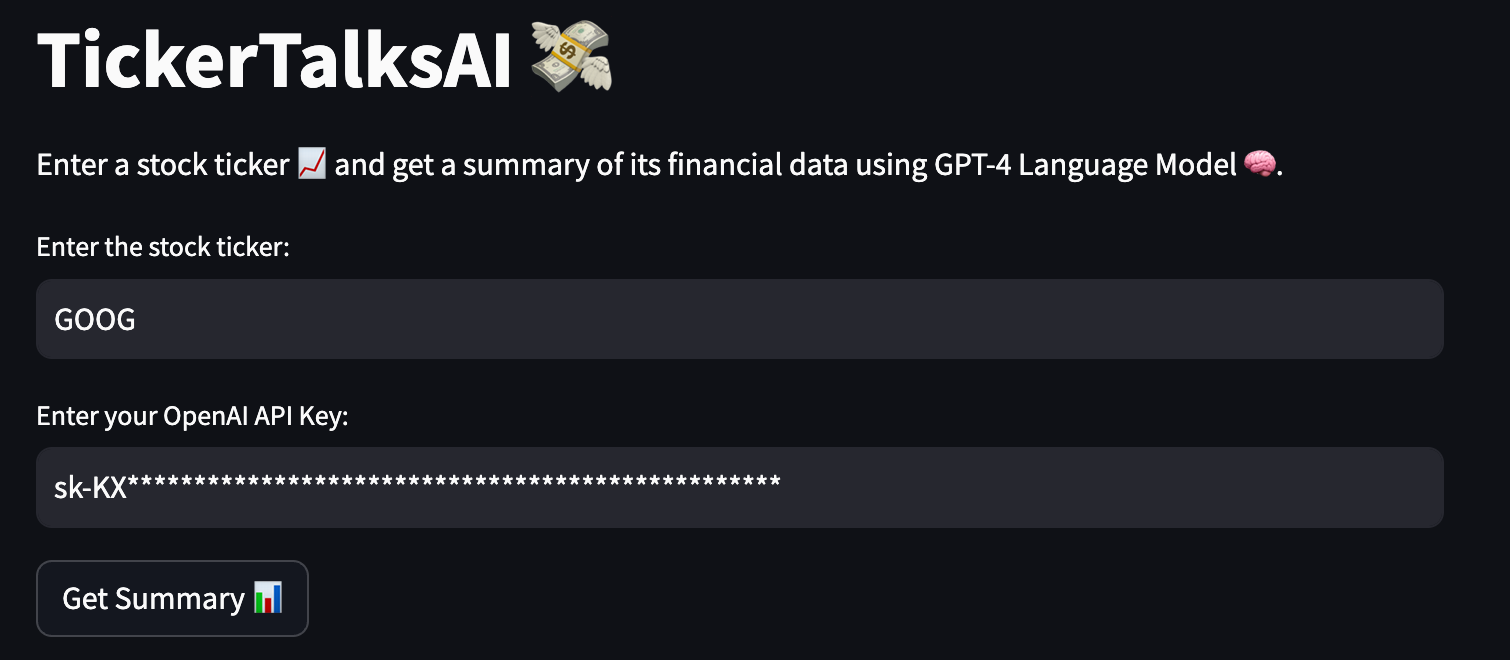 TickerTalksAI 💸
Enter a stock ticker 📈 and get a summary of its financial data using GPT-4 Language Model 🧠.
Enter the stock ticker:
GOOG
Enter your OpenAI API Key:
sk-KX*************************************************
Get Summary 📊